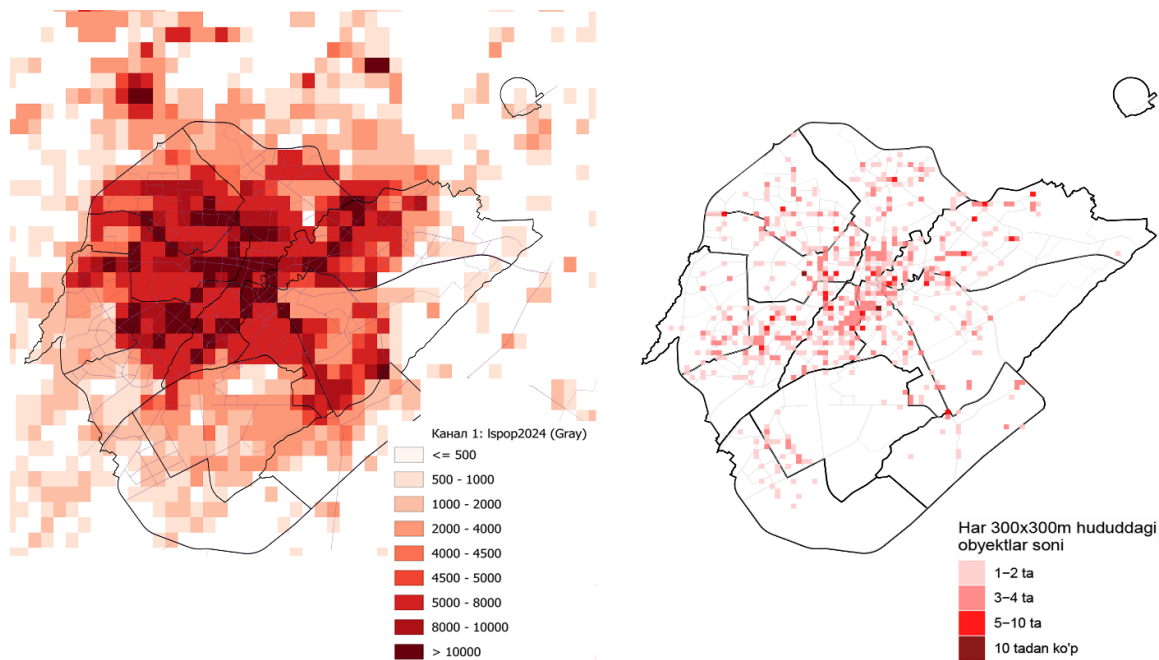 Канал 1: lspop2024 (Gray)
<= 500
500 - 1000
1000 - 2000
2000 - 4000
4000 - 4500
4500 - 5000
5000 - 8000
8000 - 10000
> 10000
Har 300x300m hududdagi
obyektlar soni
1−2 ta
3−4 ta
5−10 ta
10 tadan ko'p